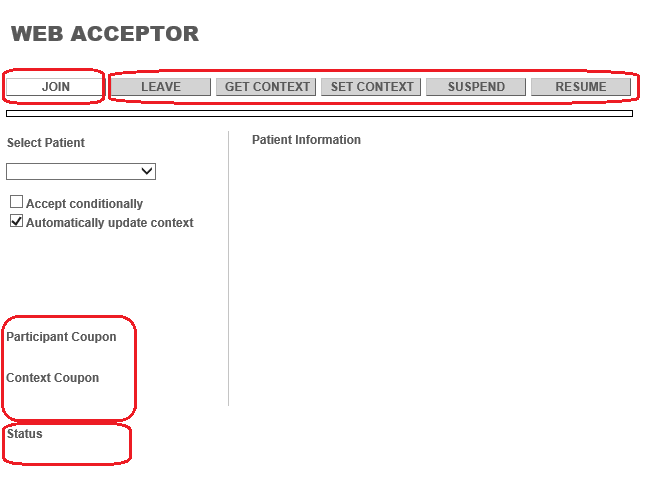 WEB ACCEPTOR
JOIN LEAVE GET CONTEXT SET CONTEXT SUSPEND RESUME
Select Patient
Patient Information
Accept conditionally
Automatically update context
Participant Coupon
Context Coupon
Status